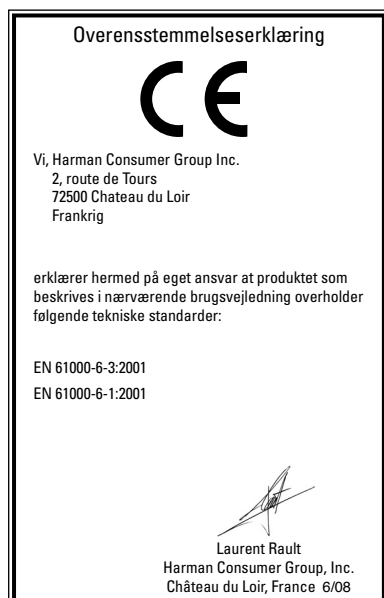 Overensstemmelseserklæring
CE
Vi, Harman Consumer Group Inc.
2, route de Tours
72500 Chateau du Loir
Frankrig
erklærer hermed på eget ansvar at produktet som
beskrives i nærværende brugsvejledning overholder
følgende tekniske standarder:
EN 61000-6-3:2001
EN 61000-6-1:2001
Laurent Rault
Harman Consumer Group, Inc.
Château du Loir, France 6/08